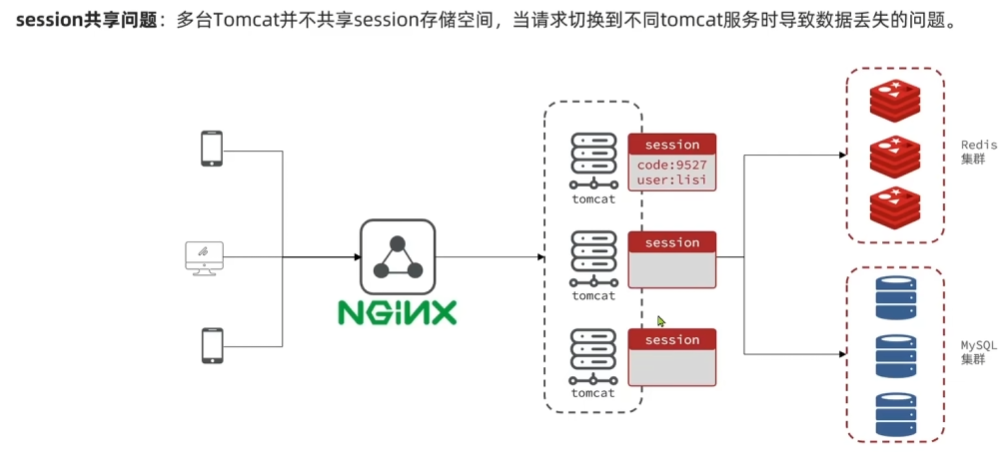 session共享问题：多台Tomcat并不共享session存储空间，当请求切换到不同tomcat服务时导致数据丢失的问题。
session
code:9527
user:lisi
tomcat
Redis
集群
NGINX
session
tomcat
session
tomcat
MySQL
集群